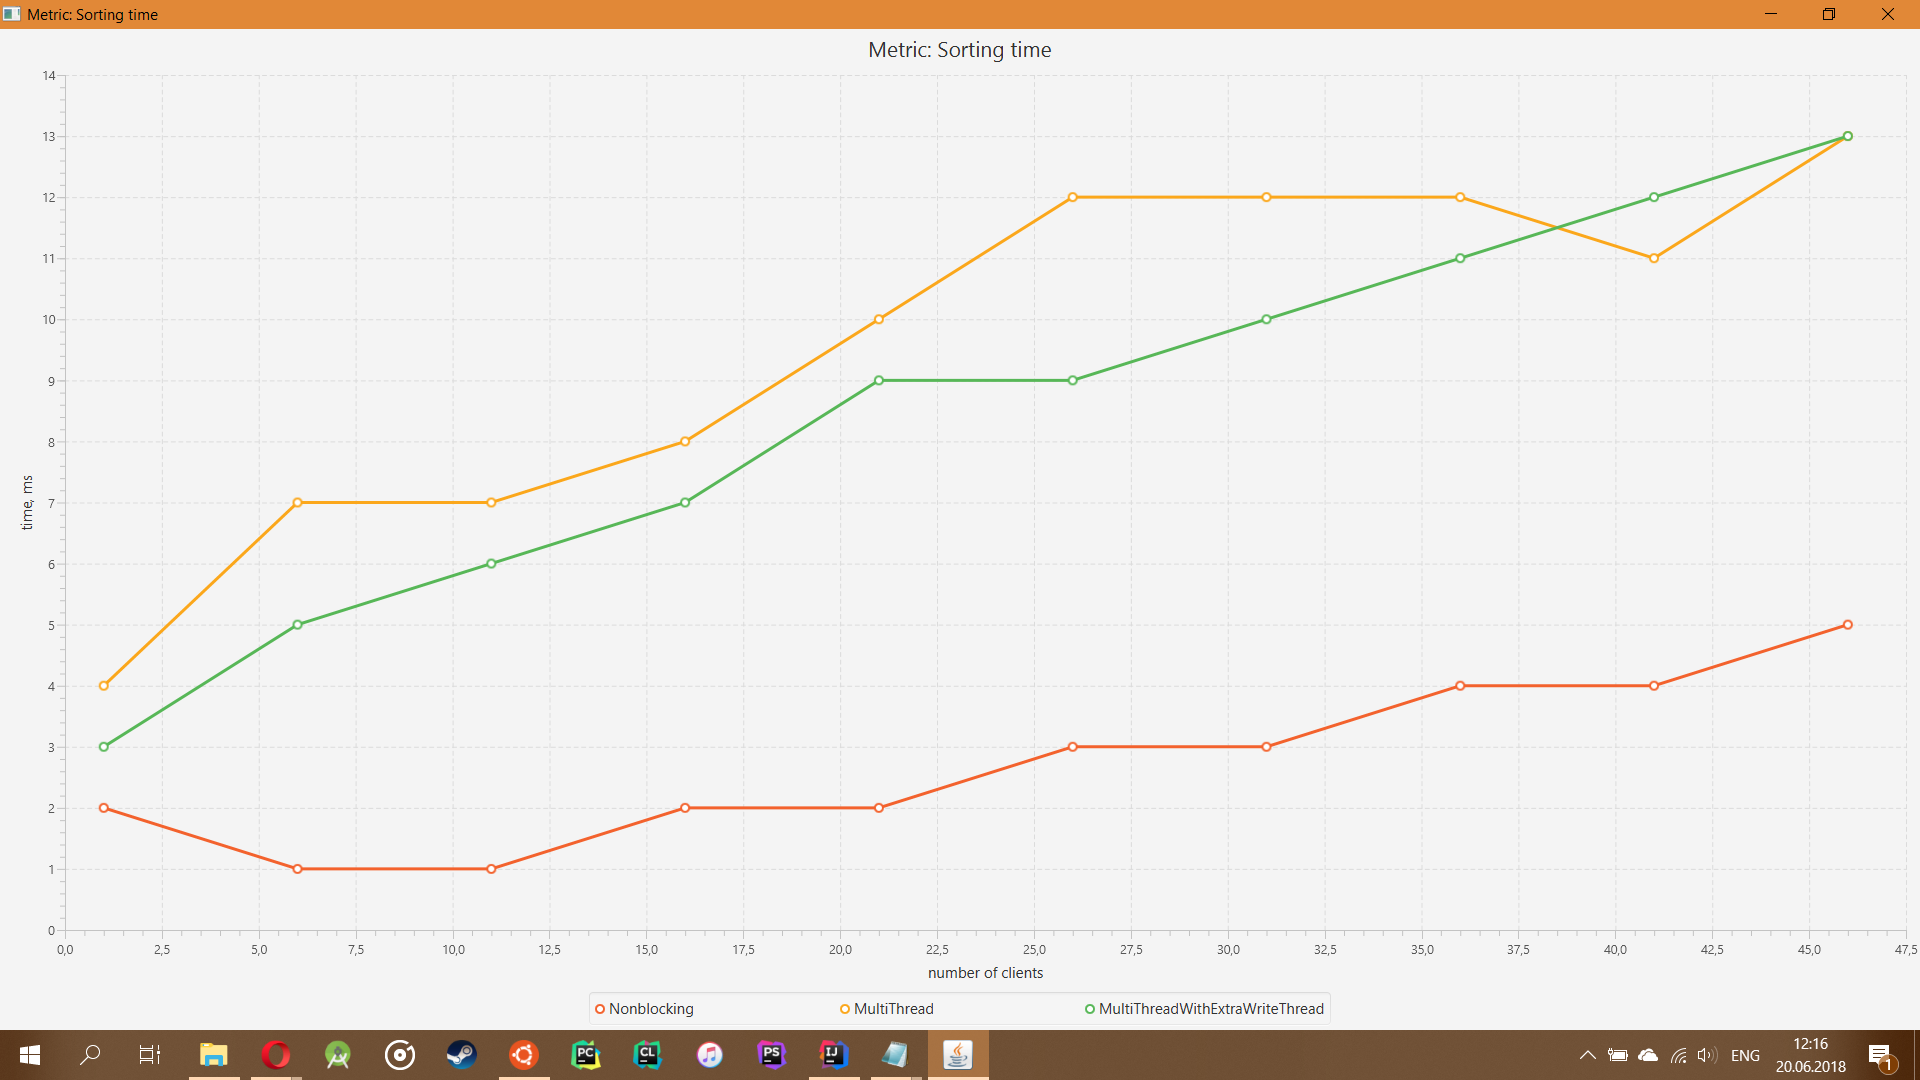 Metric: Sorting time
Metric: Sorting time
14
13
12
11
10
9
8
7
6
5
4
3
2
1
0
time, ms
0,0 2,5 5,0 7,5 10,0 12,5 15,0 17,5 20,0 22,5 25,0 27,5 30,0 32,5 35,0 37,5 40,0 42,5 45,0 47,5
number of clients
Nonblocking MultiThread MultiThreadWithExtraWriteThread
PC CL PS IJ
ENG
12:16
20.06.2018
1